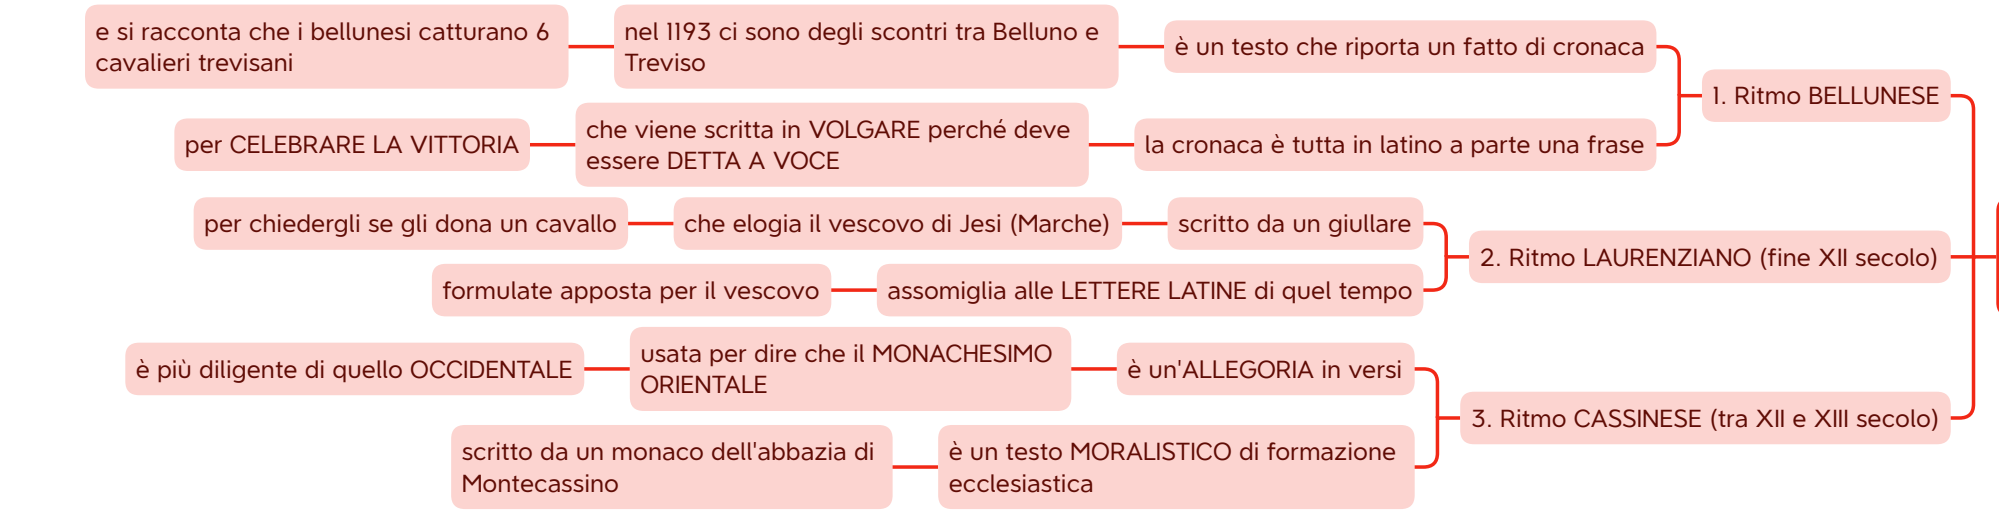 1. Ritmo BELLUNESE
è un testo che riporta un fatto di cronaca
nel 1193 ci sono degli scontri tra Belluno e
Treviso
e si racconta che i bellunesi catturano 6
cavalieri trevisani
la cronaca è tutta in latino a parte una frase
che viene scritta in VOLGARE perché deve
essere DETTA A VOCE
per CELEBRARE LA VITTORIA
2. Ritmo LAURENZIANO (fine XII secolo)
scritto da un giullare
che elogia il vescovo di Jesi (Marche)
per chiedergli se gli dona un cavallo
assomiglia alle LETTERE LATINE di quel tempo
formulate apposta per il vescovo
3. Ritmo CASSINESE (tra XII e XIII secolo)
è un'ALLEGORIA in versi
usata per dire che il MONACHESIMO
ORIENTALE
è più diligente di quello OCCIDENTALE
è un testo MORALISTICO di formazione
ecclesiastica
scritto da un monaco dell'abbazia di
Montecassino